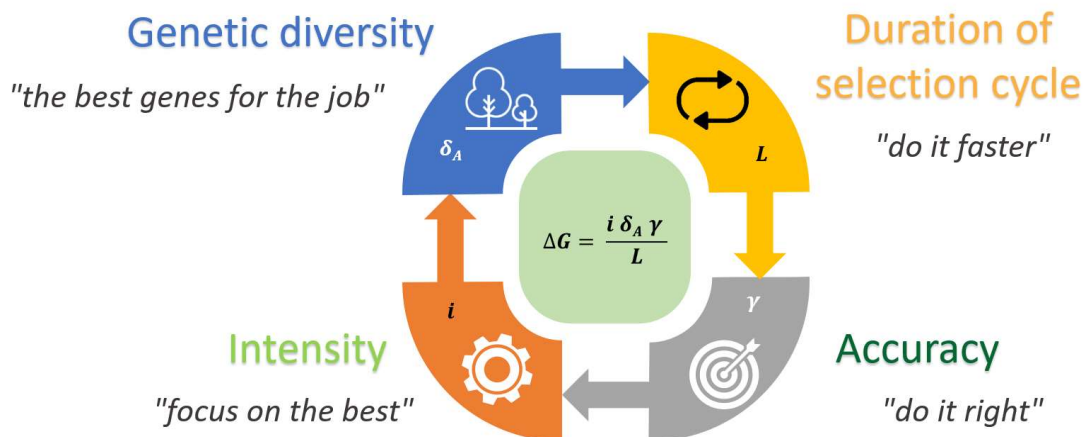 Genetic diversity
"the best genes for the job"
δA
Duration of
selection cycle
"do it faster"
L
ΔG = i δA γ / L
i
Intensity
"focus on the best"
γ
Accuracy
"do it right"